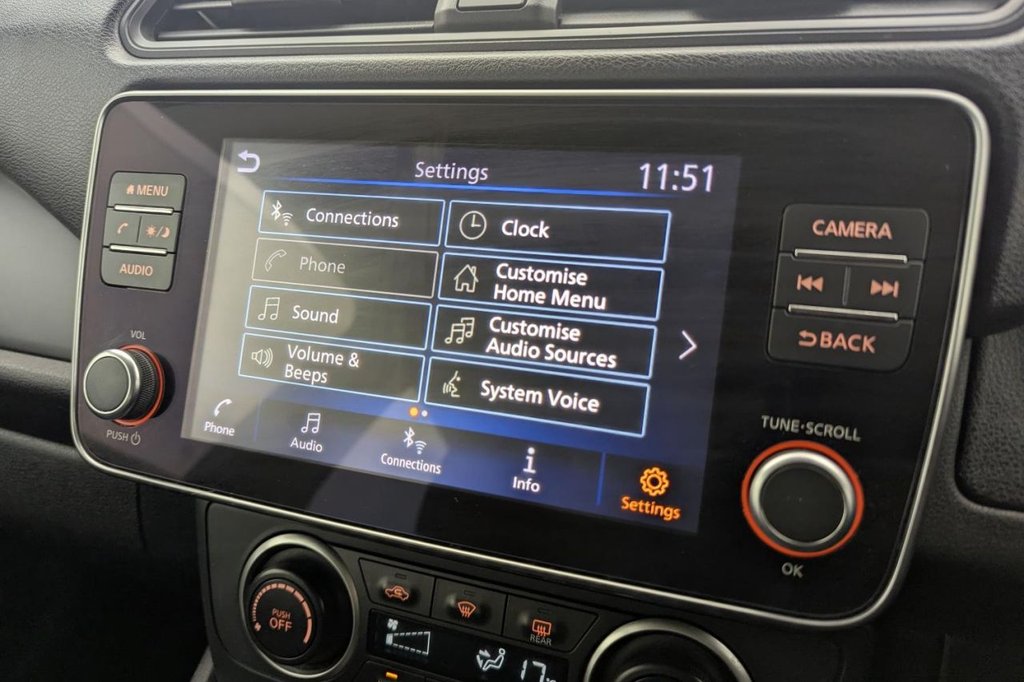 Settings
11:51
MENU
AUDIO
VOL
PUSH
Connections
Clock
Phone
Customise
Home Menu
Sound
Customise
Audio Sources
Volume &
Beeps
System Voice
Phone
Audio
Connections
Info
Settings
CAMERA
BACK
TUNE·SCROLL
OK
PUSH
OFF
REAR
17